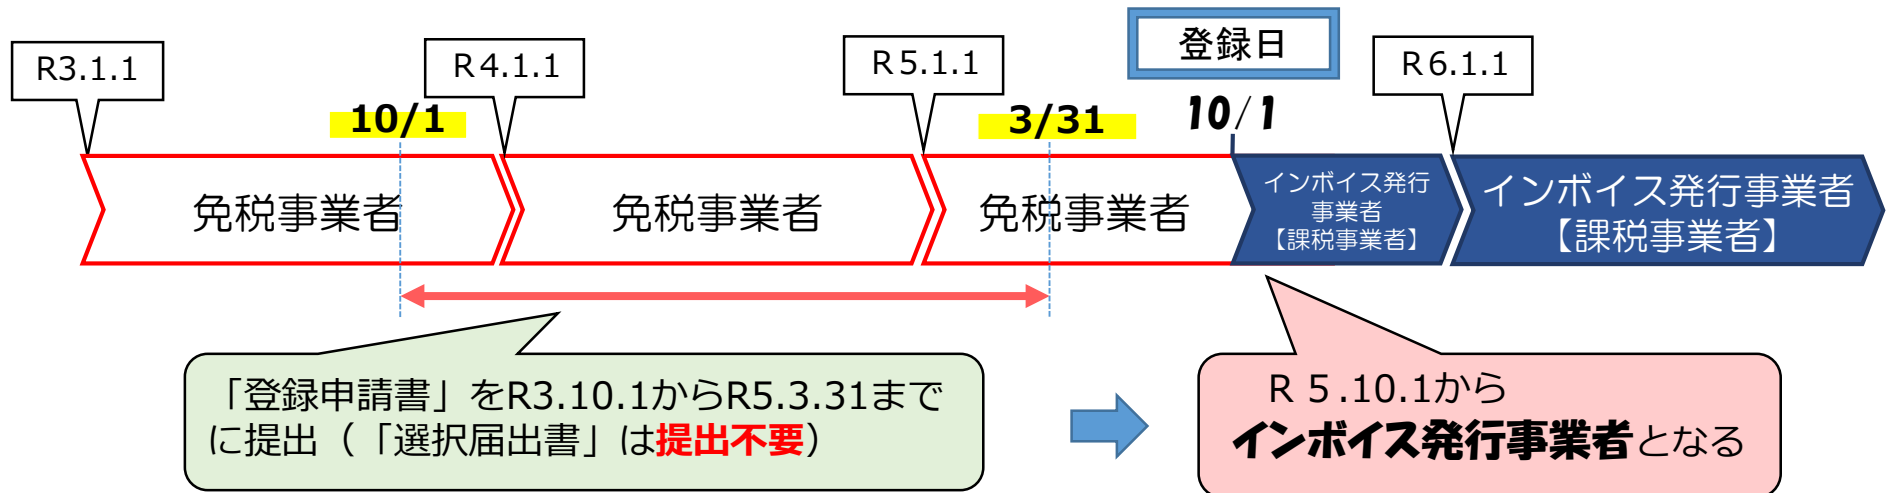 登録日
R3.1.1
R4.1.1
R5.1.1
R6.1.1
10/1
3/31
10/1
免税事業者
免税事業者
免税事業者
インボイス発行
事業者
【課税事業者】
インボイス発行事業者
【課税事業者】
「登録申請書」をR3.10.1からR5.3.31まで
に提出（「選択届出書」は提出不要）
R５.10.1から
インボイス発行事業者となる